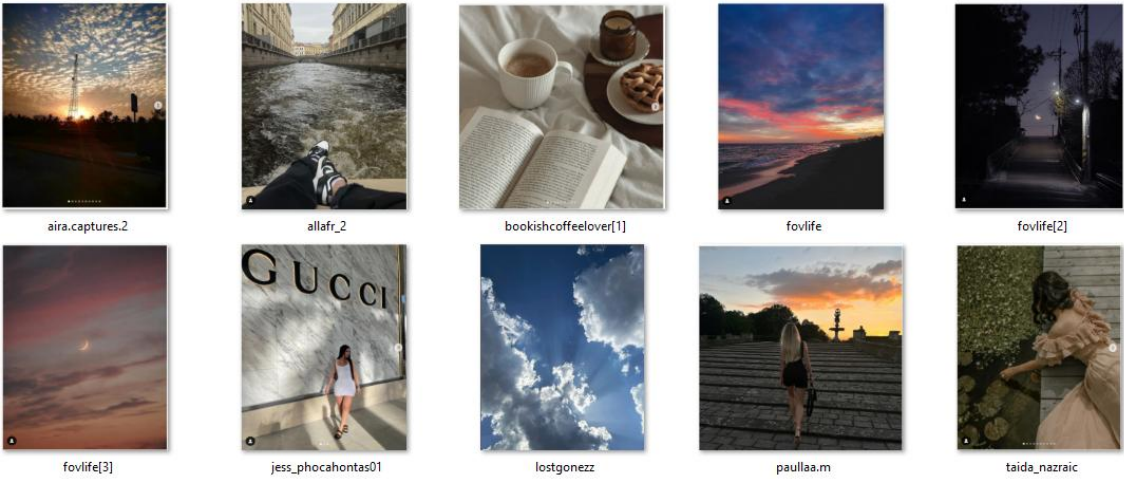 aira.captures.2
allafr_2
bookishcoffeelover[1]
fovlife
fovlife[2]
GUCCI
fovlife[3]
jess_phocahontas01
lostgonezz
paullaa.m
taida_nazraic